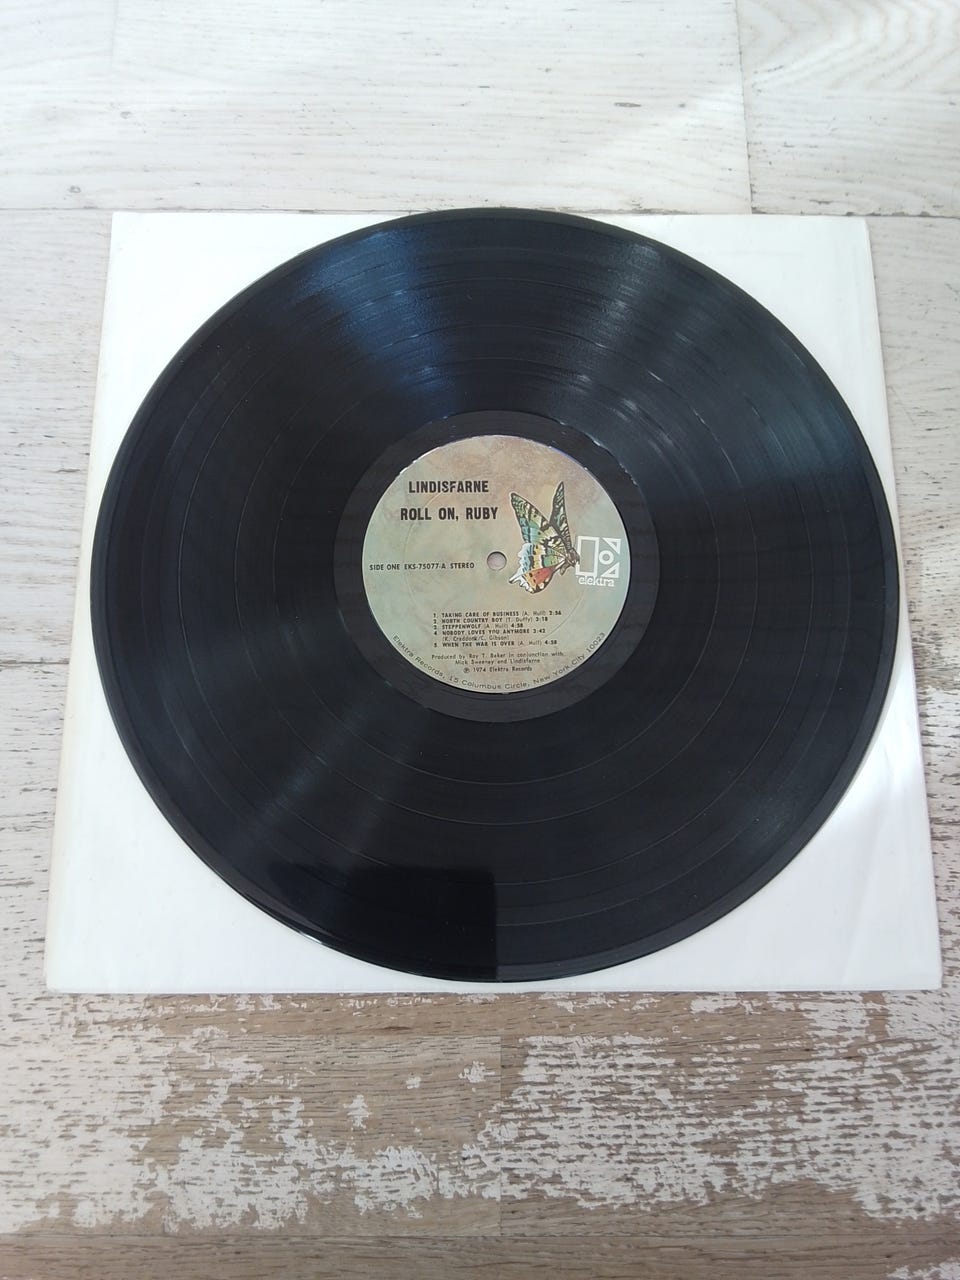 LINDISFARNE
ROLL ON, RUBY
SIDE ONE EKS-75077-A STEREO
elektra
1. TAKING CARE OF BUSINESS (A. Hull) 2:56
2. NORTH COUNTRY BOY (T. Duffy) 3:18
3. STEPPENWOLF (A. Hull) 4:58
4. NOBODY LOVES YOU ANYMORE 3:42
(K. Craddock/C. Gibson)
5. WHEN THE WAR IS OVER (A. Hull) 4:58
Produced by Roy T. Baker in conjunction with
Mick Sweeney and Lindisfarne
℗ 1974 Elektra Records
Elektra Records, 15 Columbus Circle, New York City 10023